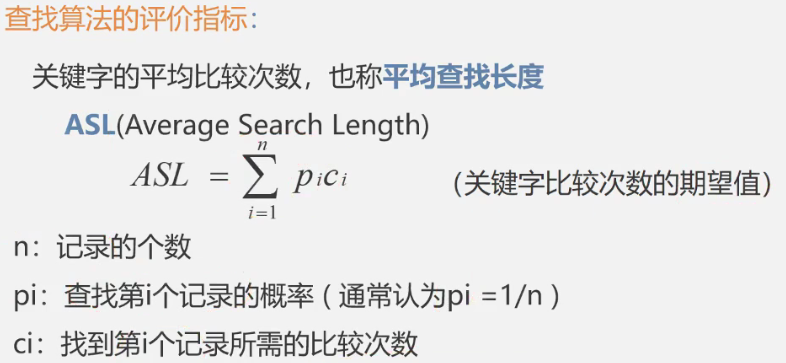 查找算法的评价指标：
关键字的平均比较次数，也称平均查找长度
ASL(Average Search Length)
ASL = ∑ᵢ₌₁ⁿ pᵢcᵢ （关键字比较次数的期望值）
n：记录的个数
pi：查找第i个记录的概率 ( 通常认为pi =1/n )
ci：找到第i个记录所需的比较次数